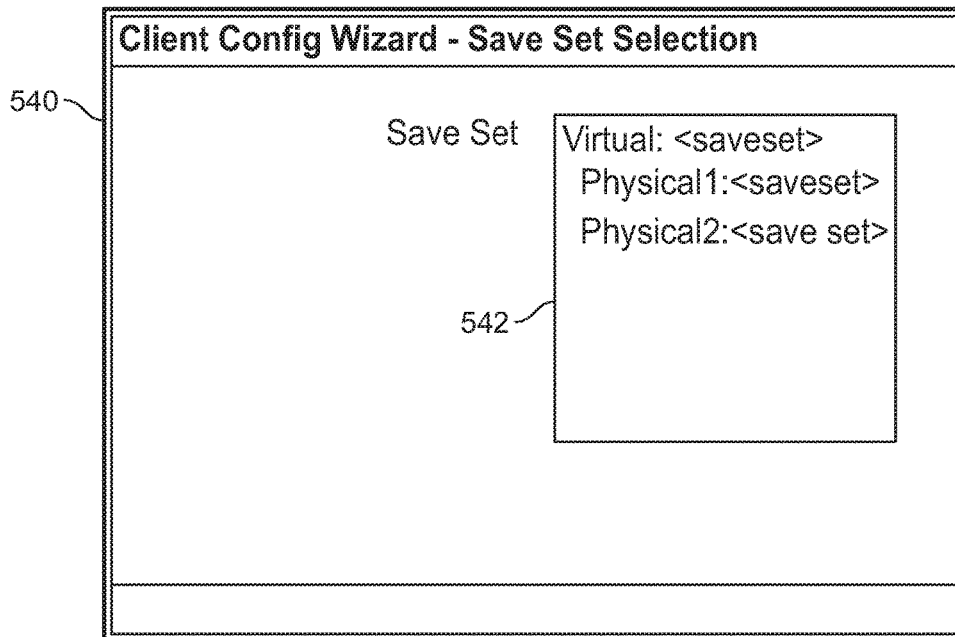 Client Config Wizard - Save Set Selection
540
Save Set
Virtual: <saveset>
Physical1:<saveset>
Physical2:<save set>
542